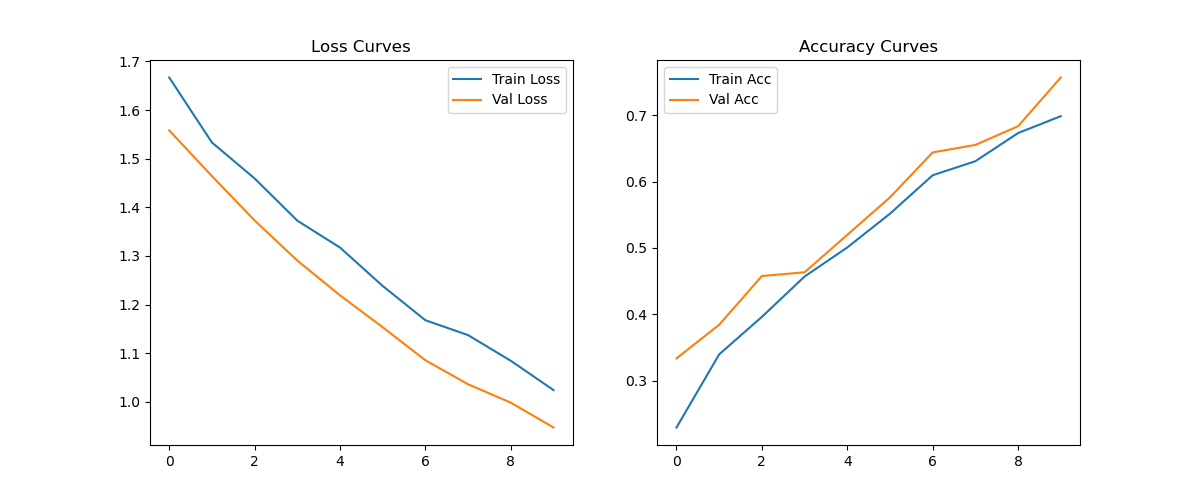 Loss Curves
Train Loss
Val Loss
1.7
1.6
1.5
1.4
1.3
1.2
1.1
1.0
0 2 4 6 8
Accuracy Curves
Train Acc
Val Acc
0.7
0.6
0.5
0.4
0.3
0 2 4 6 8